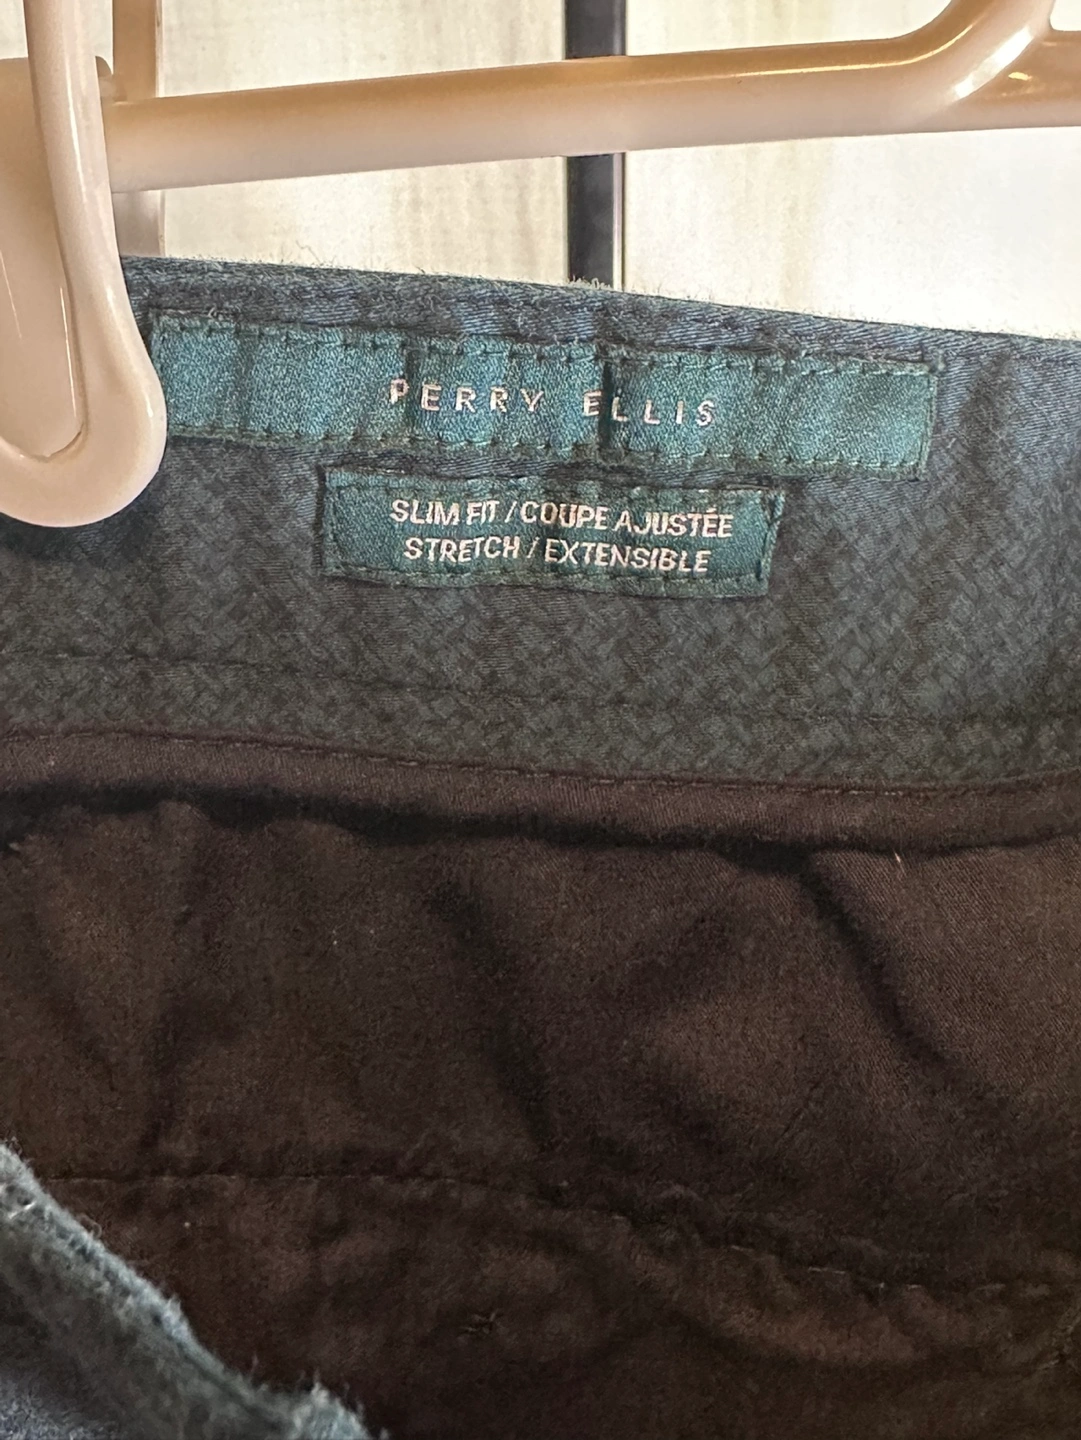 PERRY ELLIS
SLIM FIT / COUPE AJUSTÉE
STRETCH / EXTENSIBLE